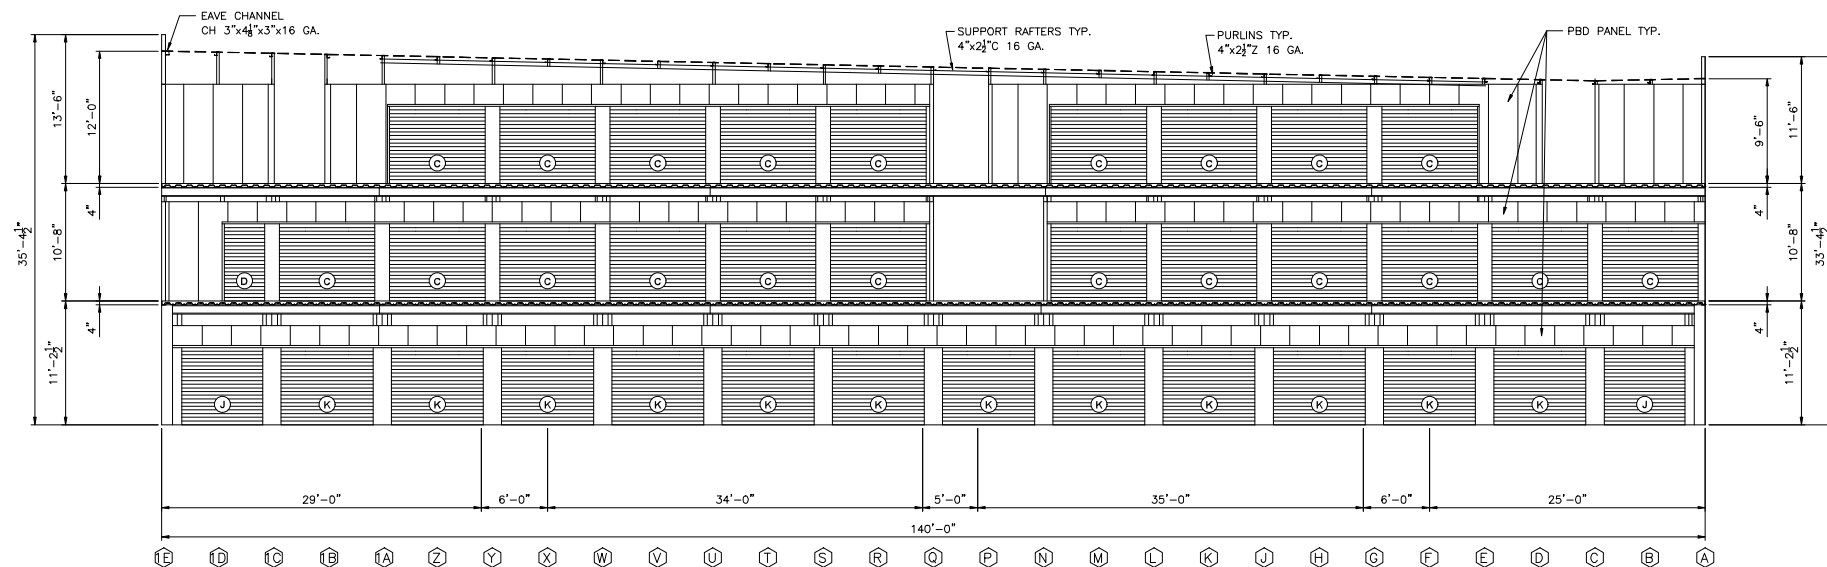 EAVE CHANNEL
CH 3"x4⅛"x3"x16 GA.
SUPPORT RAFTERS TYP.
4"x2½"C 16 GA.
PURLINS TYP.
4"x2½"Z 16 GA.
PBD PANEL TYP.
13'-6"
12'-0"
9'-6"
11'-6"
C C C C C C C C C
35'-4½"
4"
10'-8"
4"
10'-8"
33'-4½"
D C C C C C C C C C C C C
4"
11'-2½"
4"
11'-2½"
J K K K K K K K K K K K K J
29'-0" 6'-0" 34'-0" 5'-0" 35'-0" 6'-0" 25'-0"
140'-0"
1E 1D 1C 1B 1A Z Y X W V U T S R Q P N M L K J H G F E D C B A